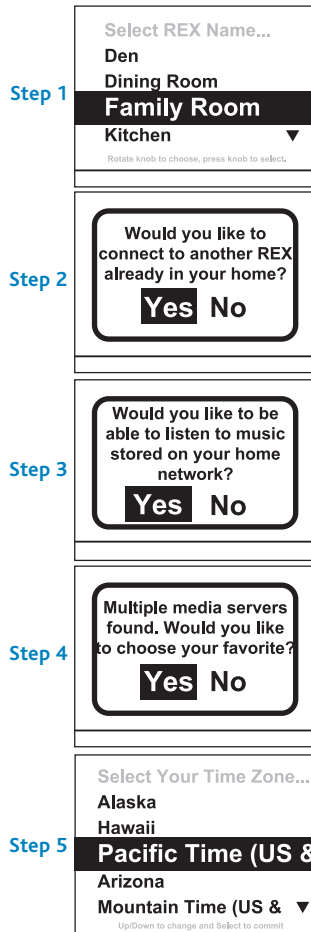 Step 1
Select REX Name...
Den
Dining Room
Family Room
Kitchen ▼
Rotate knob to choose, press knob to select.
Step 2
Would you like to
connect to another REX
already in your home?
Yes No
Step 3
Would you like to be
able to listen to music
stored on your home
network?
Yes No
Step 4
Multiple media servers
found. Would you like
to choose your favorite?
Yes No
Step 5
Select Your Time Zone...
Alaska
Hawaii
Pacific Time (US &
Arizona
Mountain Time (US & ▼
Up/Down to change and Select to commit